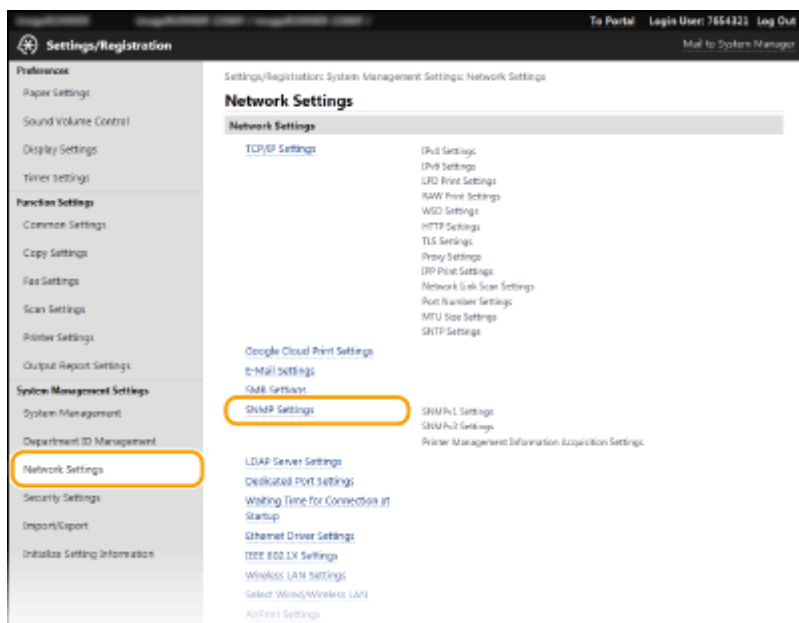 To Portal Login User: 7654321 Log Out
Settings/Registration
Mail to System Manager
Preferences
Paper Settings
Sound Volume Control
Display Settings
Timer Settings
Function Settings
Common Settings
Copy Settings
Fax Settings
Scan Settings
Printer Settings
Output Report Settings
System Management Settings
System Management
Department ID Management
Network Settings
Security Settings
Import/Export
Initialize Setting Information
Settings/Registration: System Management Settings: Network Settings
Network Settings
Network Settings
TCP/IP Settings
IPv4 Settings
IPv6 Settings
LPD Print Settings
RAW Print Settings
WSD Settings
HTTP Settings
TLS Settings
Proxy Settings
IPP Print Settings
Network Link Scan Settings
Port Number Settings
MTU Size Settings
SNTP Settings
Google Cloud Print Settings
E-Mail Settings
SMB Settings
SNMP Settings
SNMPv1 Settings
SNMPv3 Settings
Printer Management Information Acquisition Settings
LDAP Server Settings
Dedicated Port Settings
Waiting Time for Connection at
Startup
Ethernet Driver Settings
IEEE 802.1X Settings
Wireless LAN Settings
Select Wired/Wireless LAN
AirPrint Settings